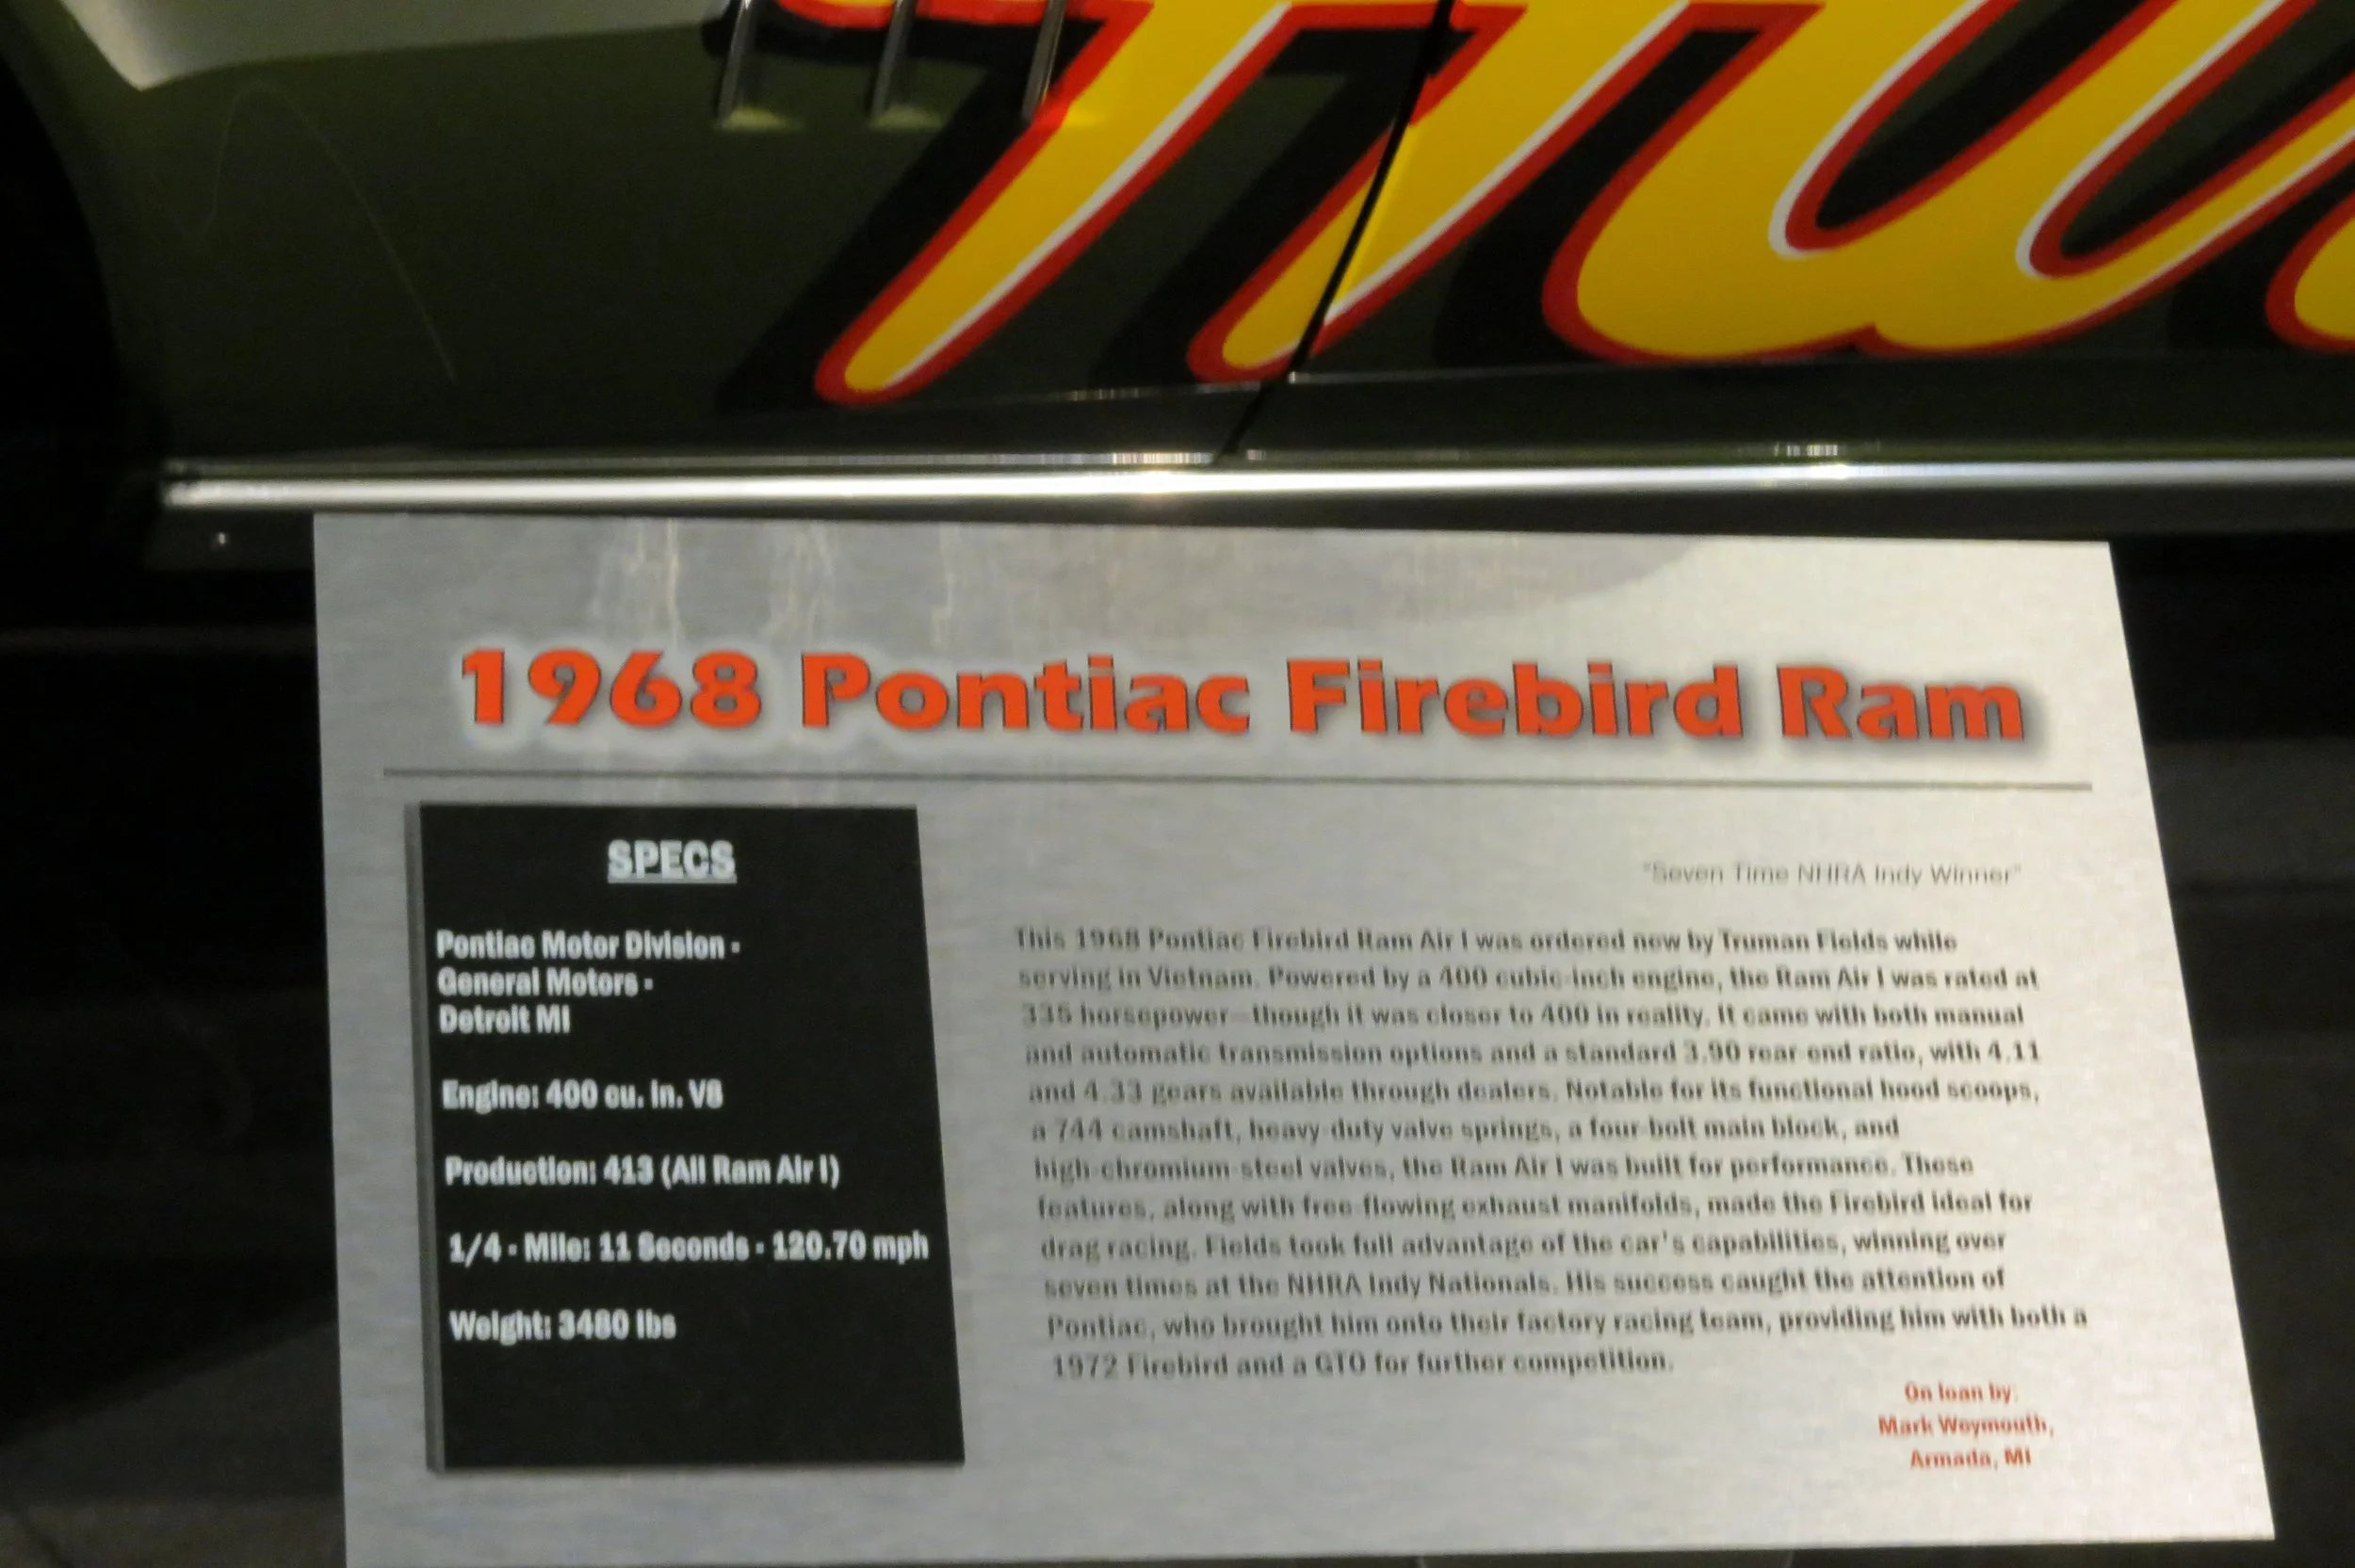 1968 Pontiac Firebird Ram
SPECS
Pontiac Motor Division -
General Motors -
Detroit MI
Engine: 400 cu. in. V8
Production: 413 (All Ram Air I)
1/4 - Mile: 11 Seconds - 120.70 mph
Weight: 3480 lbs
"Seven Time NHRA Indy Winner"
This 1968 Pontiac Firebird Ram Air I was ordered new by Truman Fields while
serving in Vietnam. Powered by a 400 cubic-inch engine, the Ram Air I was rated at
335 horsepower—though it was closer to 400 in reality. It came with both manual
and automatic transmission options and a standard 3.90 rear-end ratio, with 4.11
and 4.33 gears available through dealers. Notable for its functional hood scoops,
a 744 camshaft, heavy-duty valve springs, a four-bolt main block, and
high-chromium-steel valves, the Ram Air I was built for performance. These
features, along with free-flowing exhaust manifolds, made the Firebird ideal for
drag racing. Fields took full advantage of the car's capabilities, winning over
seven times at the NHRA Indy Nationals. His success caught the attention of
Pontiac, who brought him onto their factory racing team, providing him with both a
1972 Firebird and a GTO for further competition.
On loan by:
Mark Weymouth,
Armada, MI